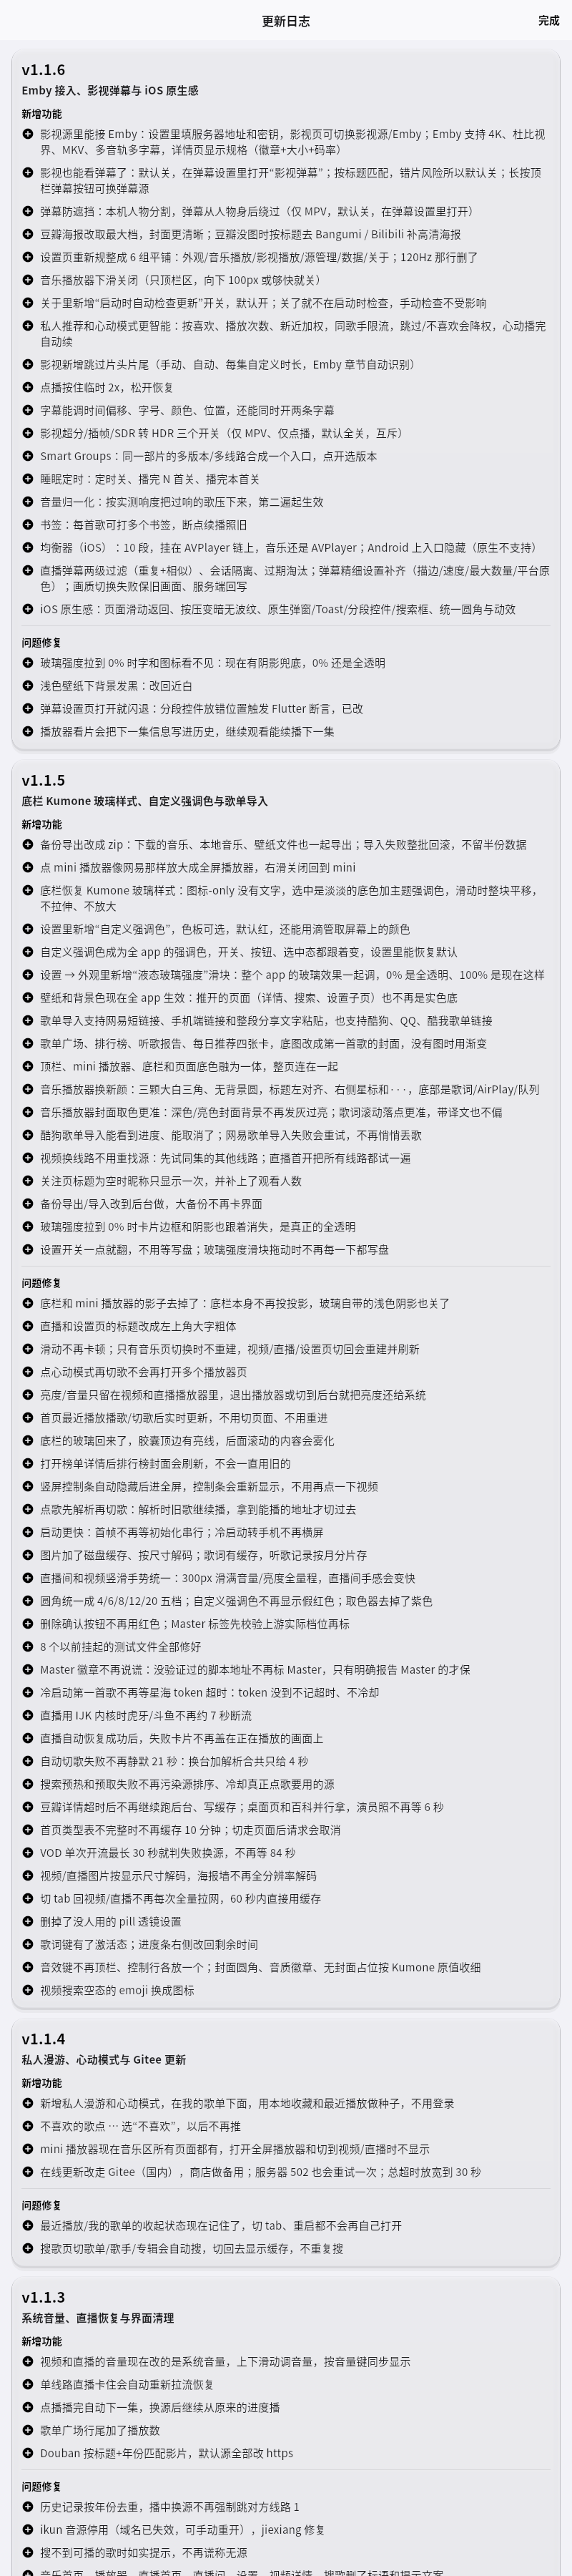 更新日志
完成
v1.1.6
Emby 接入、影视弹幕与 iOS 原生感
新增功能
影视源里能接 Emby：设置里填服务器地址和密钥，影视页可切换影视源/Emby；Emby 支持 4K、杜比视
界、MKV、多音轨多字幕，详情页显示规格（徽章+大小+码率）
影视也能看弹幕了：默认关，在弹幕设置里打开“影视弹幕”；按标题匹配，错片风险所以默认关；长按顶
栏弹幕按钮可换弹幕源
弹幕防遮挡：本机人物分割，弹幕从人物身后绕过（仅 MPV，默认关，在弹幕设置里打开）
豆瓣海报改取最大档，封面更清晰；豆瓣没图时按标题去 Bangumi / Bilibili 补高清海报
设置页重新规整成 6 组平铺：外观/音乐播放/影视播放/源管理/数据/关于；120Hz 那行删了
音乐播放器下滑关闭（只顶栏区，向下 100px 或够快就关）
关于里新增“启动时自动检查更新”开关，默认开；关了就不在启动时检查，手动检查不受影响
私人推荐和心动模式更智能：按喜欢、播放次数、新近加权，同歌手限流，跳过/不喜欢会降权，心动播完
自动续
影视新增跳过片头片尾（手动、自动、每集自定义时长，Emby 章节自动识别）
点播按住临时 2x，松开恢复
字幕能调时间偏移、字号、颜色、位置，还能同时开两条字幕
影视超分/插帧/SDR 转 HDR 三个开关（仅 MPV、仅点播，默认全关，互斥）
Smart Groups：同一部片的多版本/多线路合成一个入口，点开选版本
睡眠定时：定时关、播完 N 首关、播完本首关
音量归一化：按实测响度把过响的歌压下来，第二遍起生效
书签：每首歌可打多个书签，断点续播照旧
均衡器（iOS）：10 段，挂在 AVPlayer 链上，音乐还是 AVPlayer；Android 上入口隐藏（原生不支持）
直播弹幕两级过滤（重复+相似）、会话隔离、过期淘汰；弹幕精细设置补齐（描边/速度/最大数量/平台原
色）；画质切换失败保旧画面、服务端回写
iOS 原生感：页面滑动返回、按压变暗无波纹、原生弹窗/Toast/分段控件/搜索框、统一圆角与动效
问题修复
玻璃强度拉到 0% 时字和图标看不见：现在有阴影兜底，0% 还是全透明
浅色壁纸下背景发黑：改回近白
弹幕设置页打开就闪退：分段控件放错位置触发 Flutter 断言，已改
播放器看片会把下一集信息写进历史，继续观看能续播下一集
v1.1.5
底栏 Kumone 玻璃样式、自定义强调色与歌单导入
新增功能
备份导出改成 zip：下载的音乐、本地音乐、壁纸文件也一起导出；导入失败整批回滚，不留半份数据
点 mini 播放器像网易那样放大成全屏播放器，右滑关闭回到 mini
底栏恢复 Kumone 玻璃样式：图标-only 没有文字，选中是淡淡的底色加主题强调色，滑动时整块平移，
不拉伸、不放大
设置里新增“自定义强调色”，色板可选，默认红，还能用滴管取屏幕上的颜色
自定义强调色成为全 app 的强调色，开关、按钮、选中态都跟着变，设置里能恢复默认
设置 → 外观里新增“液态玻璃强度”滑块：整个 app 的玻璃效果一起调，0% 是全透明、100% 是现在这样
壁纸和背景色现在全 app 生效：推开的页面（详情、搜索、设置子页）也不再是实色底
歌单导入支持网易短链接、手机端链接和整段分享文字粘贴，也支持酷狗、QQ、酷我歌单链接
歌单广场、排行榜、听歌报告、每日推荐四张卡，底图改成第一首歌的封面，没有图时用渐变
顶栏、mini 播放器、底栏和页面底色融为一体，整页连在一起
音乐播放器换新颜：三颗大白三角、无背景圆，标题左对齐、右侧星标和···，底部是歌词/AirPlay/队列
音乐播放器封面取色更准：深色/亮色封面背景不再发灰过亮；歌词滚动落点更准，带译文也不偏
酷狗歌单导入能看到进度、能取消了；网易歌单导入失败会重试，不再悄悄丢歌
视频换线路不用重找源：先试同集的其他线路；直播首开把所有线路都试一遍
关注页标题为空时昵称只显示一次，并补上了观看人数
备份导出/导入改到后台做，大备份不再卡界面
玻璃强度拉到 0% 时卡片边框和阴影也跟着消失，是真正的全透明
设置开关一点就翻，不用等写盘；玻璃强度滑块拖动时不再每一下都写盘
问题修复
底栏和 mini 播放器的影子去掉了：底栏本身不再投投影，玻璃自带的浅色阴影也关了
直播和设置页的标题改成左上角大字粗体
滑动不再卡顿；只有音乐页切换时不重建，视频/直播/设置页切回会重建并刷新
点心动模式再切歌不会再打开多个播放器页
亮度/音量只留在视频和直播播放器里，退出播放器或切到后台就把亮度还给系统
首页最近播放播歌/切歌后实时更新，不用切页面、不用重进
底栏的玻璃回来了，胶囊顶边有亮线，后面滚动的内容会雾化
打开榜单详情后排行榜封面会刷新，不会一直用旧的
竖屏控制条自动隐藏后进全屏，控制条会重新显示，不用再点一下视频
点歌先解析再切歌：解析时旧歌继续播，拿到能播的地址才切过去
启动更快：首帧不再等初始化串行；冷启动转手机不再横屏
图片加了磁盘缓存、按尺寸解码；歌词有缓存，听歌记录按月分片存
直播间和视频竖滑手势统一：300px 滑满音量/亮度全量程，直播间手感会变快
圆角统一成 4/6/8/12/20 五档；自定义强调色不再显示假红色；取色器去掉了紫色
删除确认按钮不再用红色；Master 标签先校验上游实际档位再标
8 个以前挂起的测试文件全部修好
Master 徽章不再说谎：没验证过的脚本地址不再标 Master，只有明确报告 Master 的才保
冷启动第一首歌不再等星海 token 超时：token 没到不记超时、不冷却
直播用 IJK 内核时虎牙/斗鱼不再约 7 秒断流
直播自动恢复成功后，失败卡片不再盖在正在播放的画面上
自动切歌失败不再静默 21 秒：换台加解析合共只给 4 秒
搜索预热和预取失败不再污染源排序、冷却真正点歌要用的源
豆瓣详情超时后不再继续跑后台、写缓存；桌面页和百科并行拿，演员照不再等 6 秒
首页类型表不完整时不再缓存 10 分钟；切走页面后请求会取消
VOD 单次开流最长 30 秒就判失败换源，不再等 84 秒
视频/直播图片按显示尺寸解码，海报墙不再全分辨率解码
切 tab 回视频/直播不再每次全量拉网，60 秒内直接用缓存
删掉了没人用的 pill 透镜设置
歌词键有了激活态；进度条右侧改回剩余时间
音效键不再顶栏、控制行各放一个；封面圆角、音质徽章、无封面占位按 Kumone 原值收细
视频搜索空态的 emoji 换成图标
v1.1.4
私人漫游、心动模式与 Gitee 更新
新增功能
新增私人漫游和心动模式，在我的歌单下面，用本地收藏和最近播放做种子，不用登录
不喜欢的歌点 ··· 选“不喜欢”，以后不再推
mini 播放器现在音乐区所有页面都有，打开全屏播放器和切到视频/直播时不显示
在线更新改走 Gitee（国内），商店做备用；服务器 502 也会重试一次；总超时放宽到 30 秒
问题修复
最近播放/我的歌单的收起状态现在记住了，切 tab、重启都不会再自己打开
搜歌页切歌单/歌手/专辑会自动搜，切回去显示缓存，不重复搜
v1.1.3
系统音量、直播恢复与界面清理
新增功能
视频和直播的音量现在改的是系统音量，上下滑动调音量，按音量键同步显示
单线路直播卡住会自动重新拉流恢复
点播播完自动下一集，换源后继续从原来的进度播
歌单广场行尾加了播放数
Douban 按标题+年份匹配影片，默认源全部改 https
问题修复
历史记录按年份去重，播中换源不再强制跳对方线路 1
ikun 音源停用（域名已失效，可手动重开），jiexiang 修复
搜不到可播的歌时如实提示，不再谎称无源